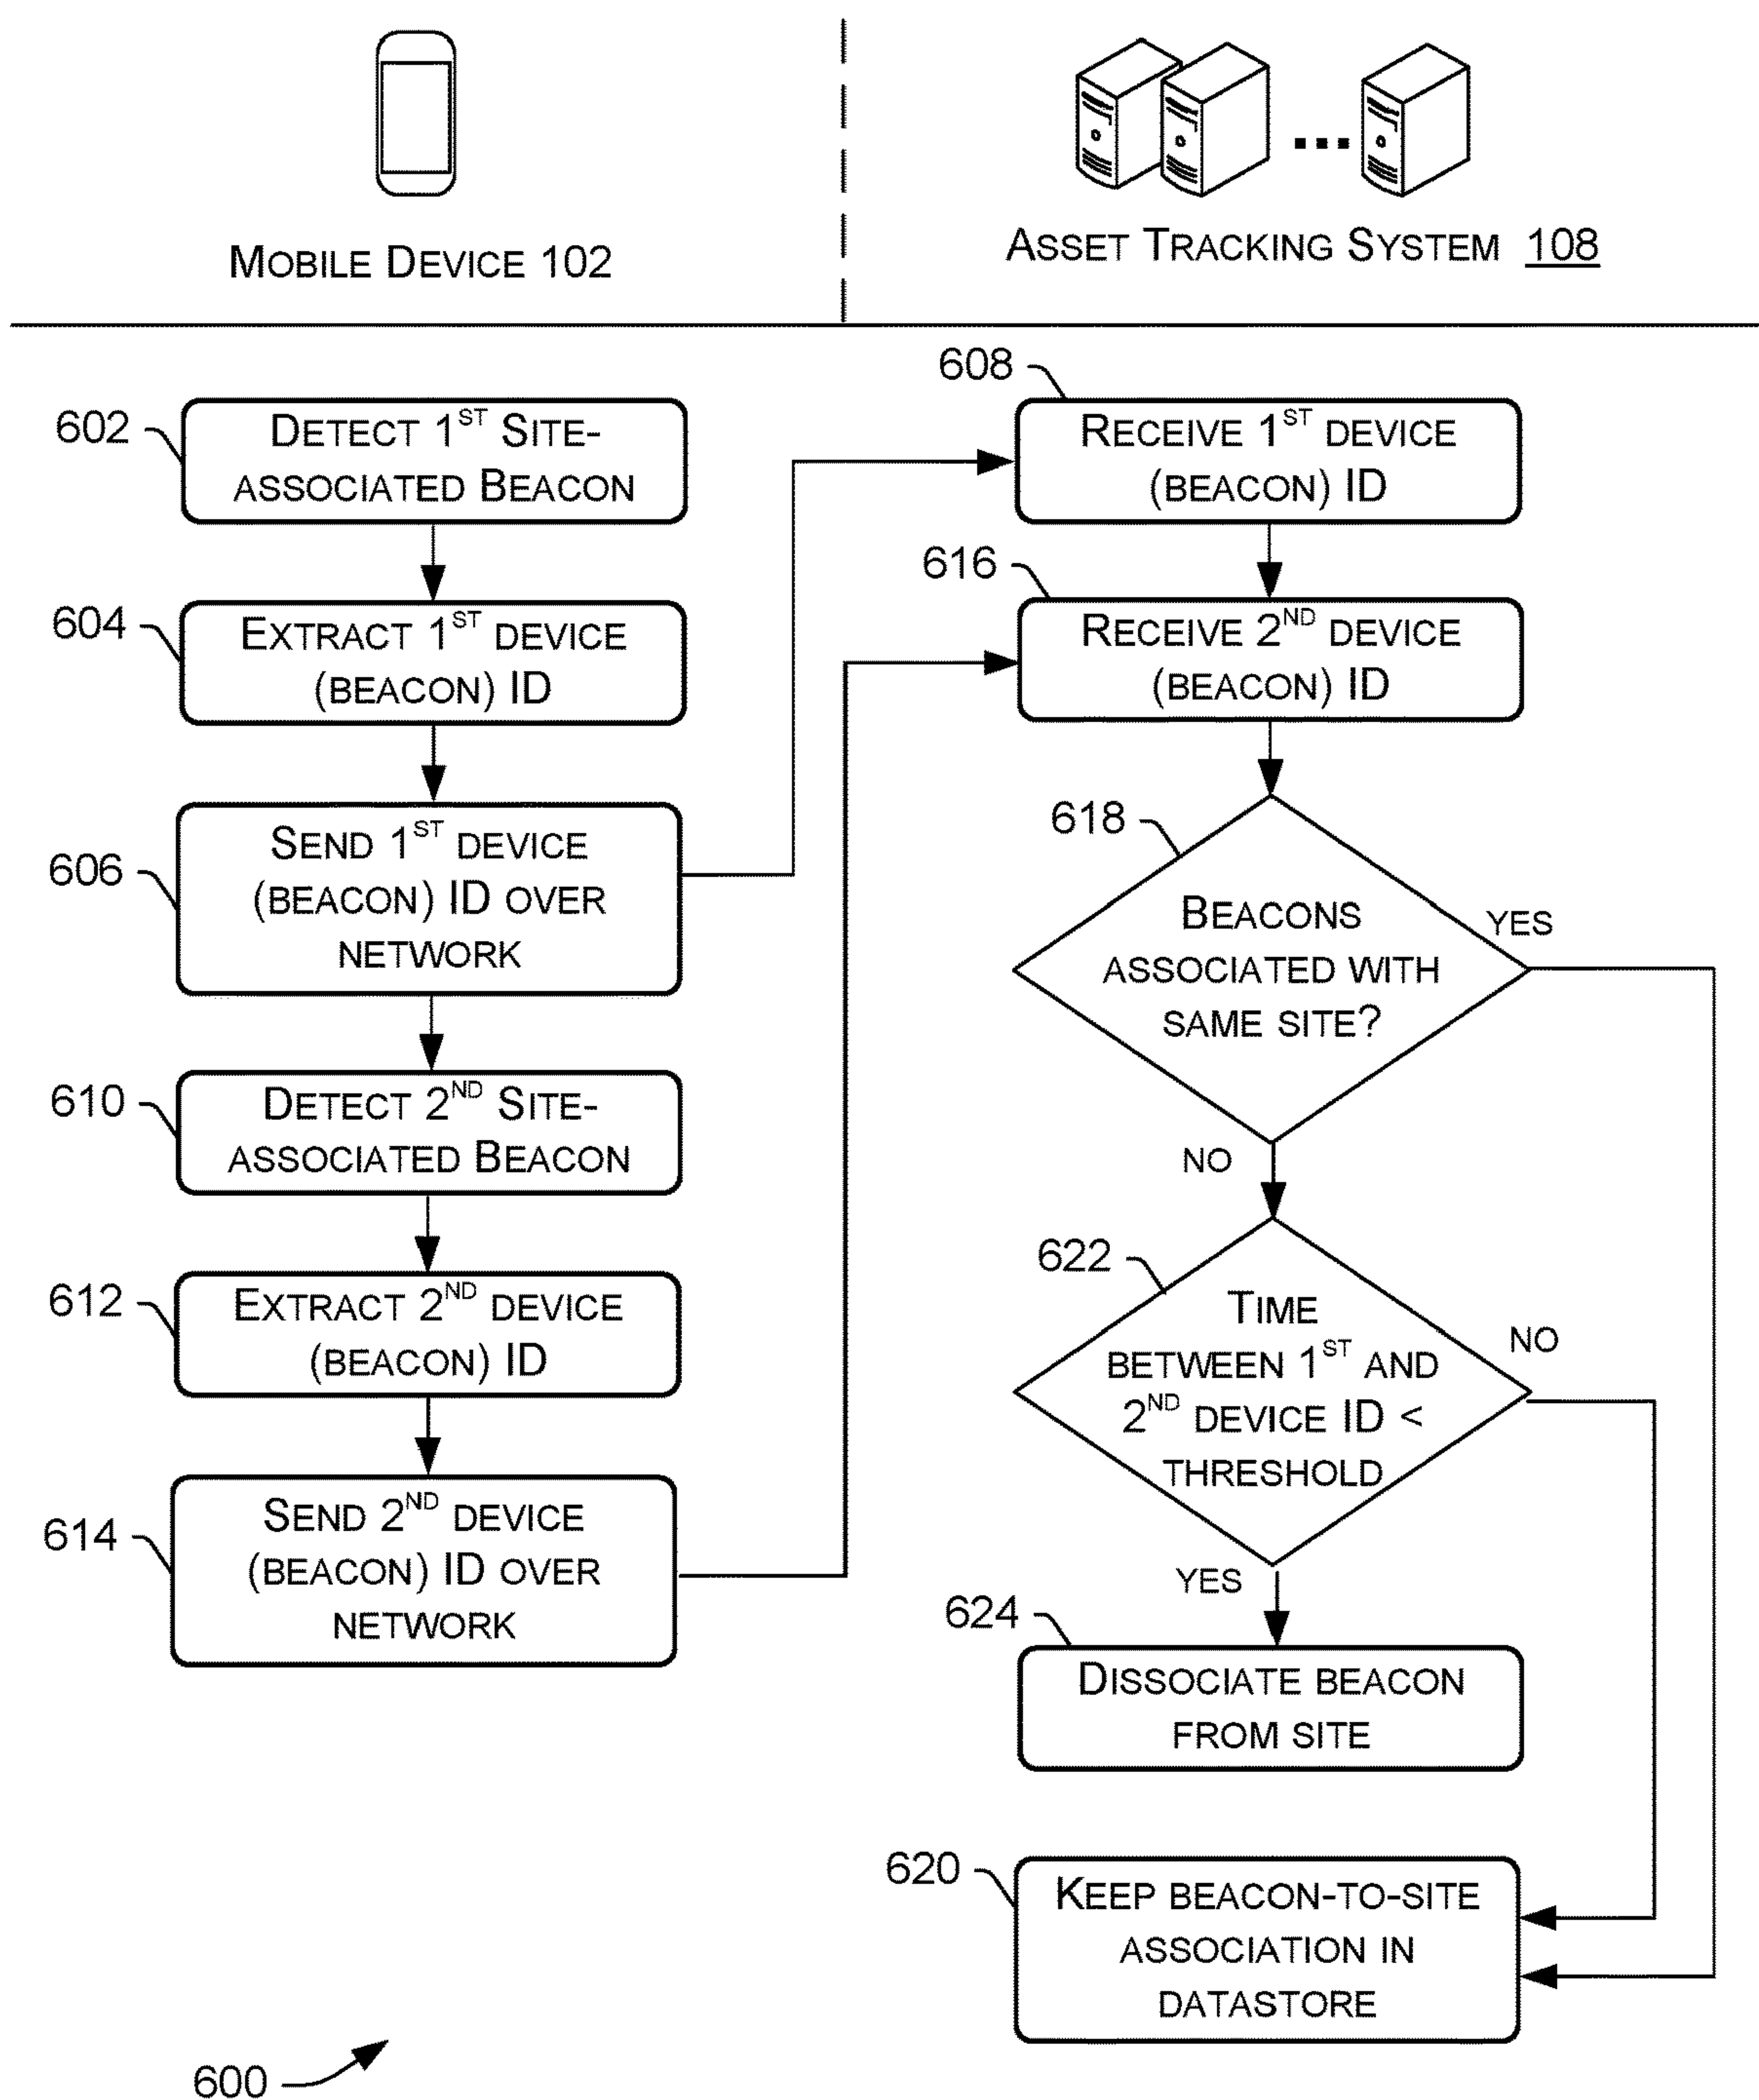 MOBILE DEVICE 102
ASSET TRACKING SYSTEM 108
602
DETECT 1ST SITE-
ASSOCIATED BEACON
604
EXTRACT 1ST DEVICE
(BEACON) ID
606
SEND 1ST DEVICE
(BEACON) ID OVER
NETWORK
610
DETECT 2ND SITE-
ASSOCIATED BEACON
612
EXTRACT 2ND DEVICE
(BEACON) ID
614
SEND 2ND DEVICE
(BEACON) ID OVER
NETWORK
608
RECEIVE 1ST DEVICE
(BEACON) ID
616
RECEIVE 2ND DEVICE
(BEACON) ID
618
BEACONS
ASSOCIATED WITH
SAME SITE?
YES
NO
622
TIME
BETWEEN 1ST AND
2ND DEVICE ID <
THRESHOLD
NO
YES
624
DISSOCIATE BEACON
FROM SITE
620
KEEP BEACON-TO-SITE
ASSOCIATION IN
DATASTORE
600